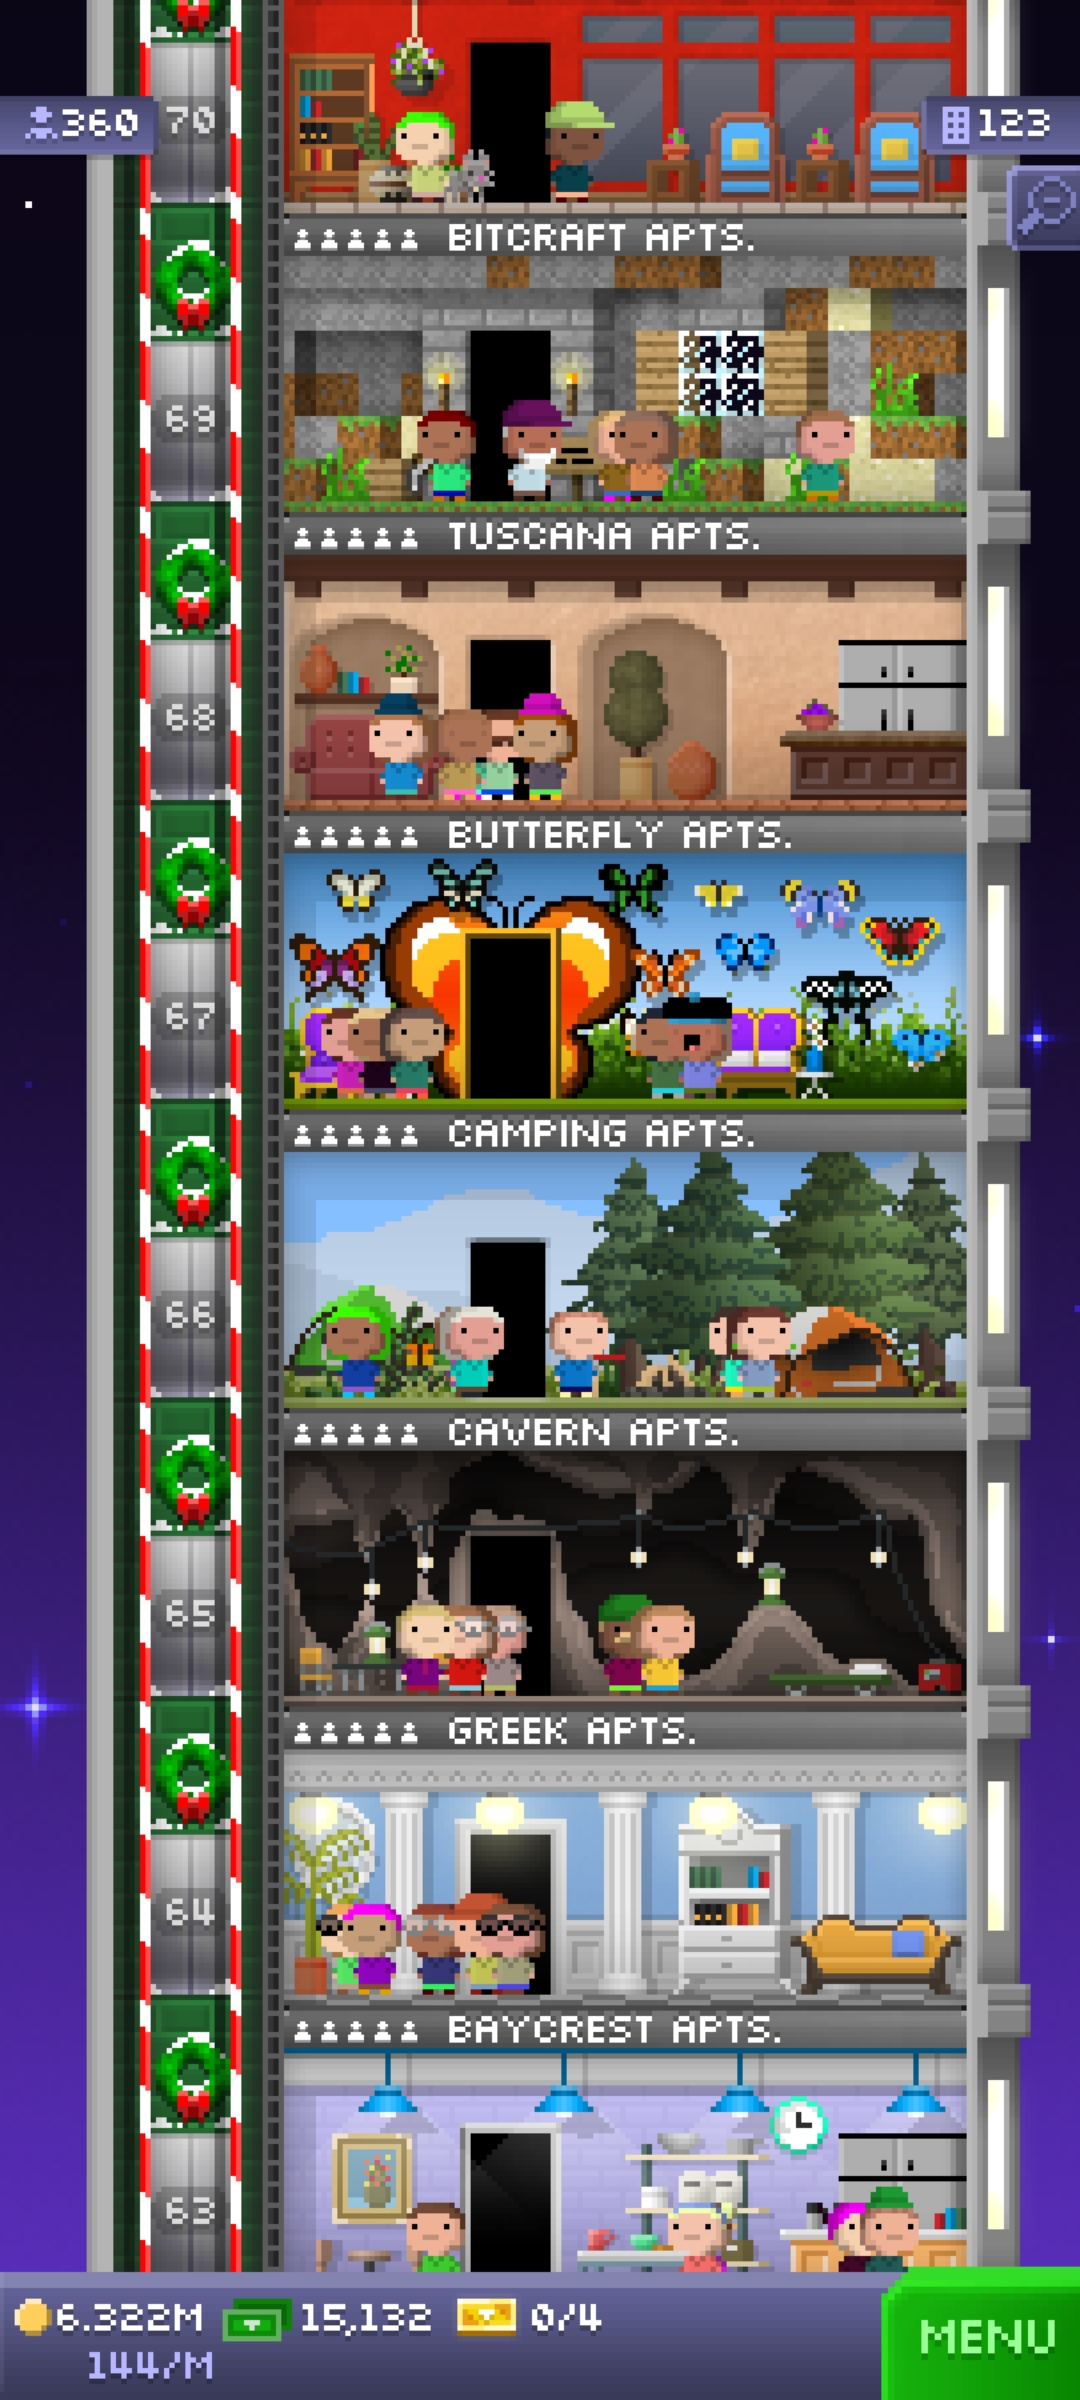 70
360
123
BITCRAFT APTS.
69
TUSCANA APTS.
68
BUTTERFLY APTS.
67
CAMPING APTS.
66
CAVERN APTS.
65
GREEK APTS.
64
BAYCREST APTS.
63
6.322M 15,132 0/4
144/M
MENU